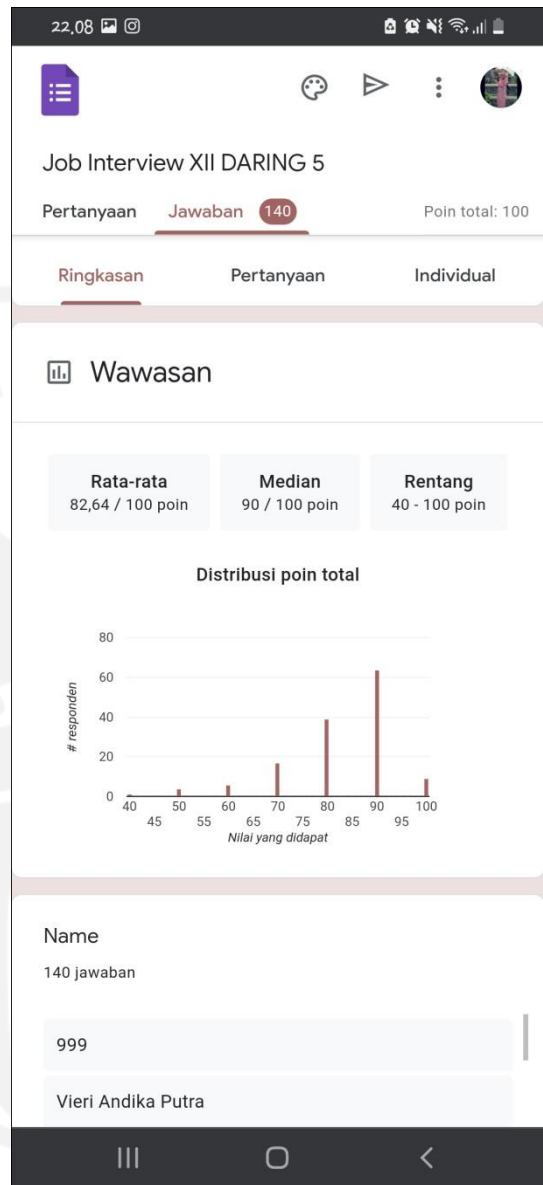 22.08
Job Interview XII DARING 5
Pertanyaan Jawaban 140 Poin total: 100
Ringkasan Pertanyaan Individual
Wawasan
Rata-rata Median Rentang
82,64 / 100 poin 90 / 100 poin 40 - 100 poin
Distribusi poin total
80
60
40
20
0
# responden
40 50 60 70 80 90 100
45 55 65 75 85 95
Nilai yang didapat
Name
140 jawaban
999
Vieri Andika Putra